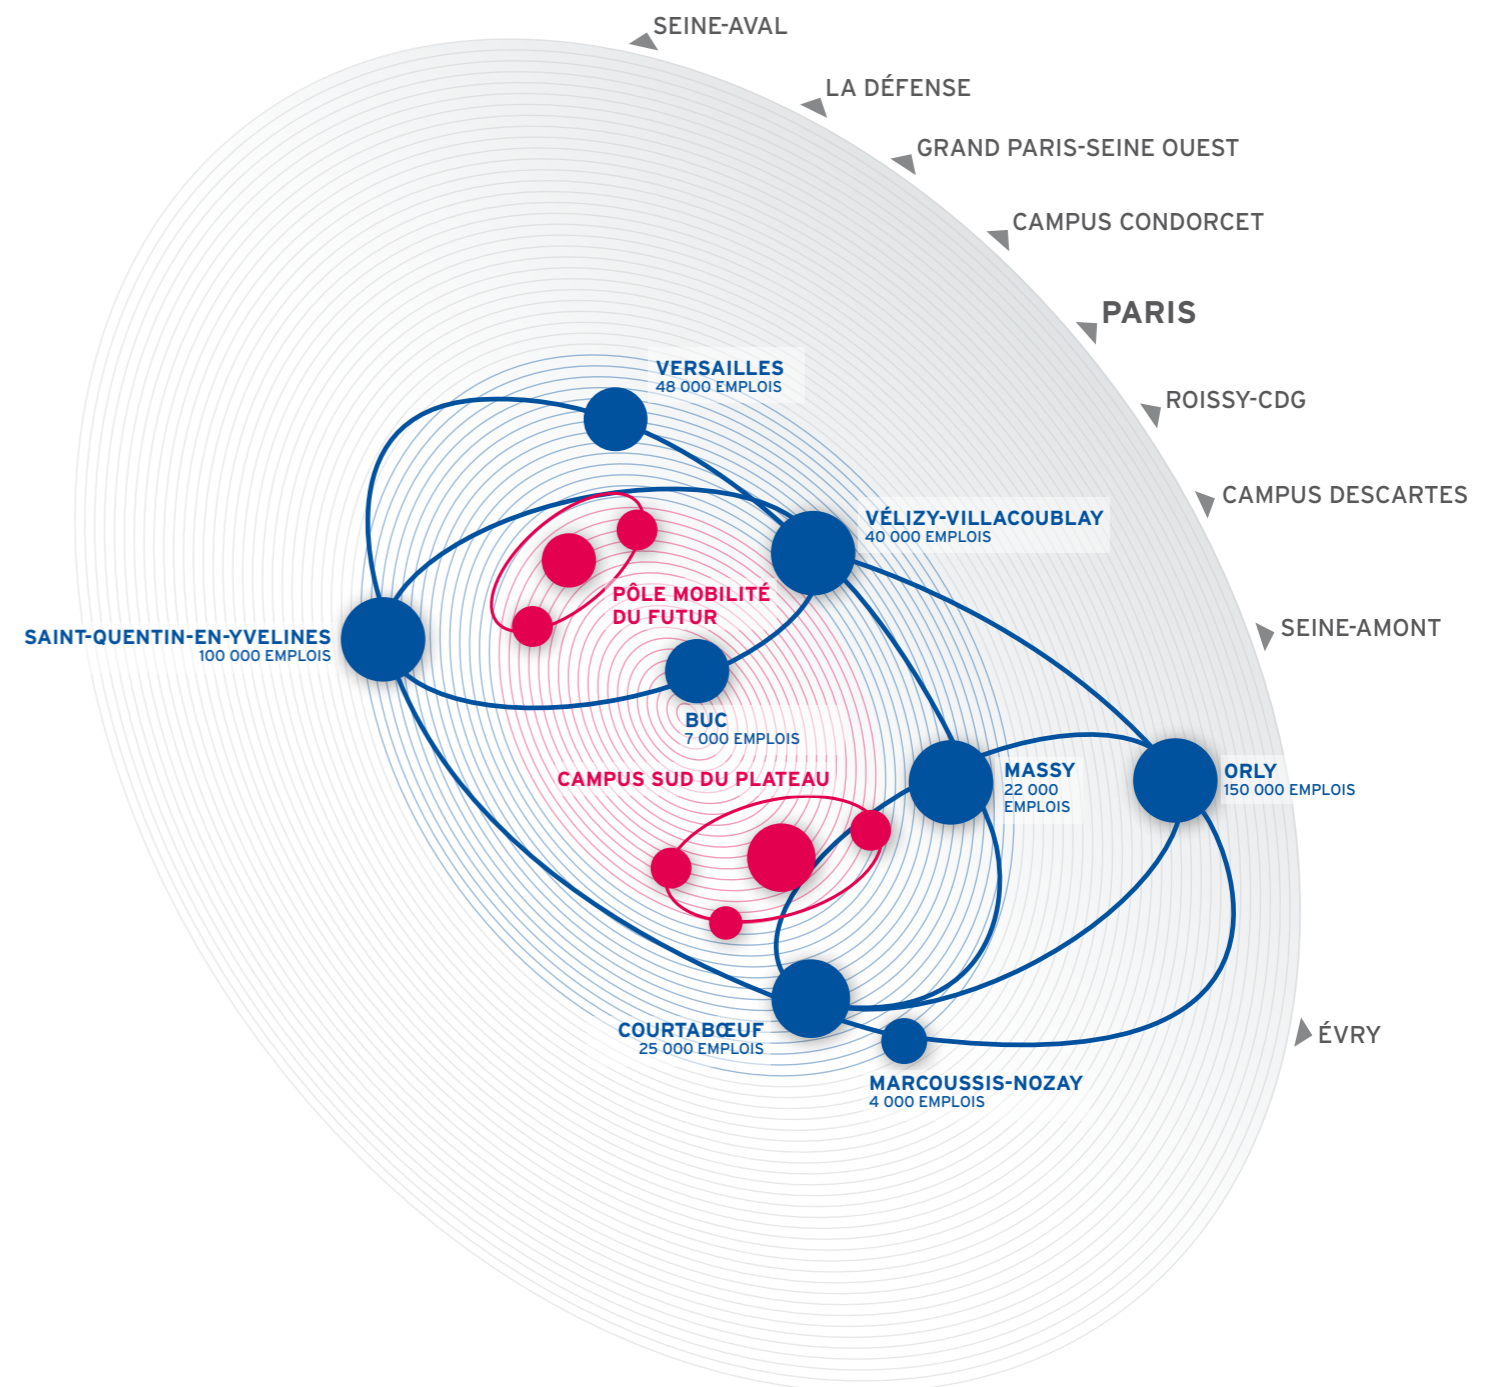 SEINE-AVAL
LA DÉFENSE
GRAND PARIS-SEINE OUEST
CAMPUS CONDORCET
PARIS
ROISSY-CDG
CAMPUS DESCARTES
SEINE-AMONT
ÉVRY
VERSAILLES
48 000 EMPLOIS
VÉLIZY-VILLACOUBLAY
40 000 EMPLOIS
PÔLE MOBILITÉ
DU FUTUR
SAINT-QUENTIN-EN-YVELINES
100 000 EMPLOIS
BUC
7 000 EMPLOIS
CAMPUS SUD DU PLATEAU
MASSY
22 000
EMPLOIS
ORLY
150 000 EMPLOIS
COURTABŒUF
25 000 EMPLOIS
MARCOUSSIS-NOZAY
4 000 EMPLOIS